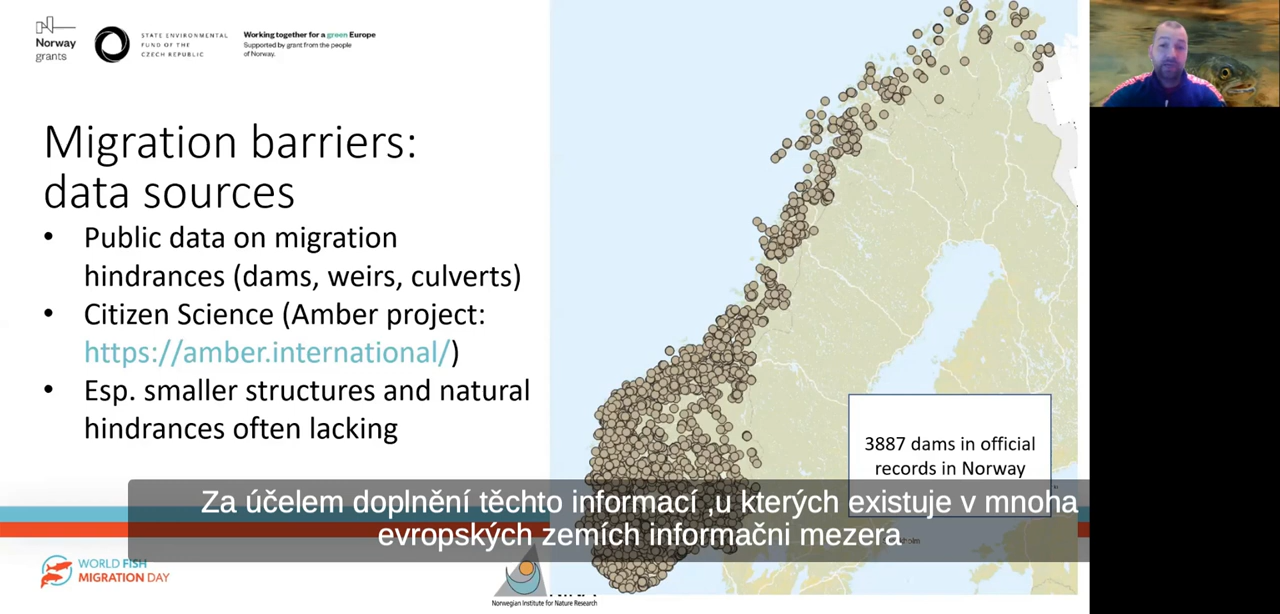 Norway
grants
STATE ENVIRONMENTAL
FUND OF THE
CZECH REPUBLIC
Working together for a green Europe
Supported by grant from the people
of Norway.
Migration barriers:
data sources
• Public data on migration
hindrances (dams, weirs, culverts)
• Citizen Science (Amber project:
https://amber.international/)
• Esp. smaller structures and natural
hindrances often lacking
3887 dams in official
records in Norway
Za účelem doplnění těchto informací ,u kterých existuje v mnoha
evropských zemích informačni mezera
WORLD FISH
MIGRATION DAY
Norwegian Institute for Nature Research